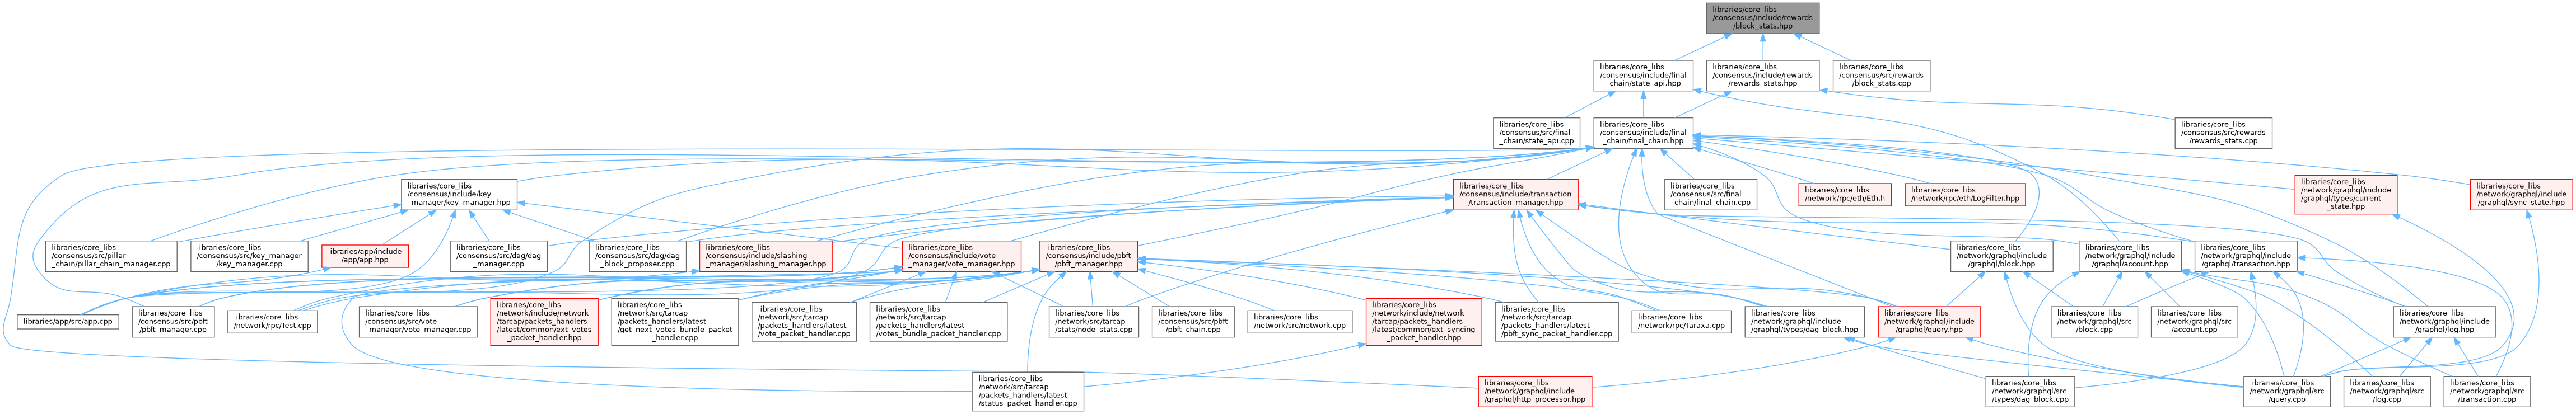 libraries/core_libs
/consensus/include/rewards
/block_stats.hpp
libraries/core_libs
/consensus/include/final
_chain/state_api.hpp
libraries/core_libs
/consensus/include/rewards
/rewards_stats.hpp
libraries/core_libs
/consensus/src/rewards
/block_stats.cpp
libraries/core_libs
/consensus/src/final
_chain/state_api.cpp
libraries/core_libs
/consensus/include/final
_chain/final_chain.hpp
libraries/core_libs
/consensus/src/rewards
/rewards_stats.cpp
libraries/core_libs
/consensus/include/key
_manager/key_manager.hpp
libraries/core_libs
/consensus/include/transaction
/transaction_manager.hpp
libraries/core_libs
/consensus/src/final
_chain/final_chain.cpp
libraries/core_libs
/network/rpc/eth/Eth.h
libraries/core_libs
/network/rpc/eth/LogFilter.hpp
libraries/core_libs
/network/graphql/include
/graphql/types/current
_state.hpp
libraries/core_libs
/network/graphql/include
/graphql/sync_state.hpp
libraries/core_libs
/consensus/src/pillar
_chain/pillar_chain_manager.cpp
libraries/core_libs
/consensus/src/key_manager
/key_manager.cpp
libraries/app/include
/app/app.hpp
libraries/core_libs
/consensus/src/dag/dag
_manager.cpp
libraries/core_libs
/consensus/src/dag/dag
_block_proposer.cpp
libraries/core_libs
/consensus/include/slashing
_manager/slashing_manager.hpp
libraries/core_libs
/consensus/include/vote
_manager/vote_manager.hpp
libraries/core_libs
/consensus/include/pbft
/pbft_manager.hpp
libraries/core_libs
/network/graphql/include
/graphql/block.hpp
libraries/core_libs
/network/graphql/include
/graphql/account.hpp
libraries/core_libs
/network/graphql/include
/graphql/transaction.hpp
libraries/app/src/app.cpp
libraries/core_libs
/consensus/src/pbft
/pbft_manager.cpp
libraries/core_libs
/network/rpc/Test.cpp
libraries/core_libs
/consensus/src/vote
_manager/vote_manager.cpp
libraries/core_libs
/network/include/network
/tarcap/packets_handlers
/latest/common/ext_votes
_packet_handler.hpp
libraries/core_libs
/network/src/tarcap
/packets_handlers/latest
/get_next_votes_bundle_packet
_handler.cpp
libraries/core_libs
/network/src/tarcap
/packets_handlers/latest
/vote_packet_handler.cpp
libraries/core_libs
/network/src/tarcap
/packets_handlers/latest
/votes_bundle_packet_handler.cpp
libraries/core_libs
/network/src/tarcap
/stats/node_stats.cpp
libraries/core_libs
/consensus/src/pbft
/pbft_chain.cpp
libraries/core_libs
/network/src/network.cpp
libraries/core_libs
/network/include/network
/tarcap/packets_handlers
/latest/common/ext_syncing
_packet_handler.hpp
libraries/core_libs
/network/src/tarcap
/packets_handlers/latest
/pbft_sync_packet_handler.cpp
libraries/core_libs
/network/rpc/Taraxa.cpp
libraries/core_libs
/network/graphql/include
/graphql/types/dag_block.hpp
libraries/core_libs
/network/graphql/include
/graphql/query.hpp
libraries/core_libs
/network/graphql/src
/block.cpp
libraries/core_libs
/network/graphql/src
/account.cpp
libraries/core_libs
/network/graphql/include
/graphql/log.hpp
libraries/core_libs
/network/src/tarcap
/packets_handlers/latest
/status_packet_handler.cpp
libraries/core_libs
/network/graphql/include
/graphql/http_processor.hpp
libraries/core_libs
/network/graphql/src
/types/dag_block.cpp
libraries/core_libs
/network/graphql/src
/query.cpp
libraries/core_libs
/network/graphql/src
/log.cpp
libraries/core_libs
/network/graphql/src
/transaction.cpp